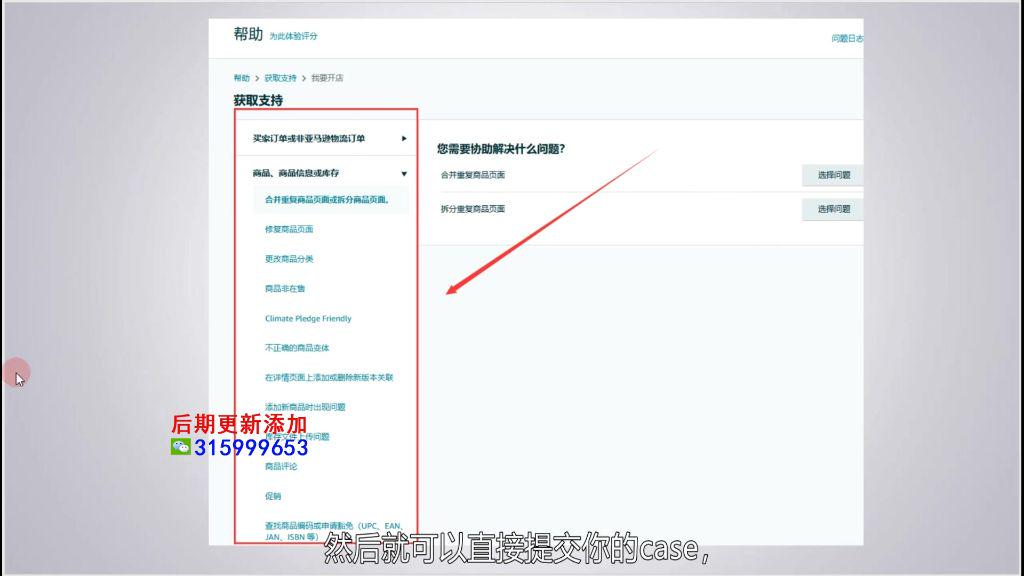 帮助 为此体验评分
问题日志
帮助 > 获取支持 > 我要开店
获取支持
买家订单或非亚马逊物流订单
商品、商品信息或库存
合并重复商品页面或拆分商品页面。
修复商品页面
更改商品分类
商品非在售
Climate Pledge Friendly
不正确的商品变体
在详情页面上添加或删除新版本关联
添加新商品时出现问题
库存文件上传问题
商品评论
促销
查找商品编码或申请豁免（UPC、EAN、
JAN、ISBN 等）
您需要协助解决什么问题？
合并重复商品页面 选择问题
拆分重复商品页面 选择问题
后期更新添加
315999653
然后就可以直接提交你的case，